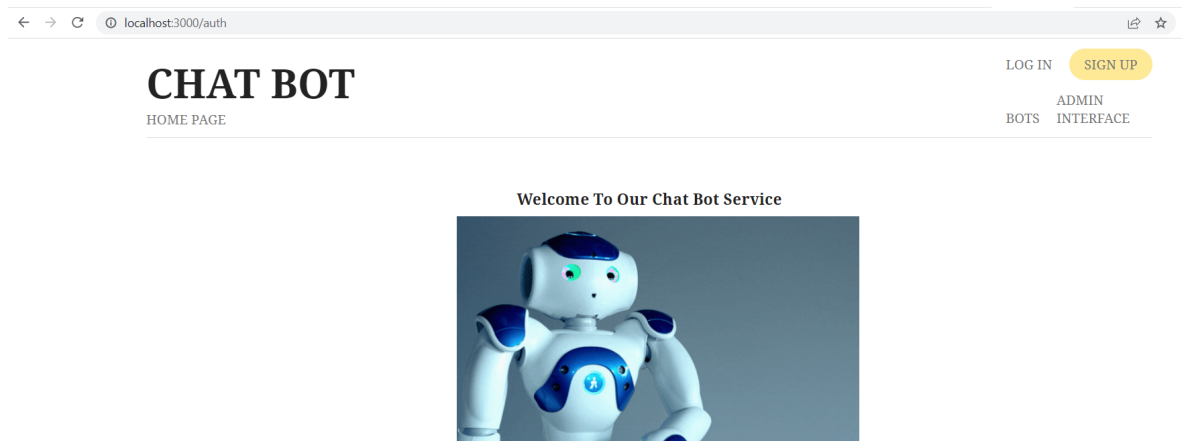 localhost:3000/auth
CHAT BOT
HOME PAGE
LOG IN SIGN UP
BOTS ADMIN
INTERFACE
Welcome To Our Chat Bot Service